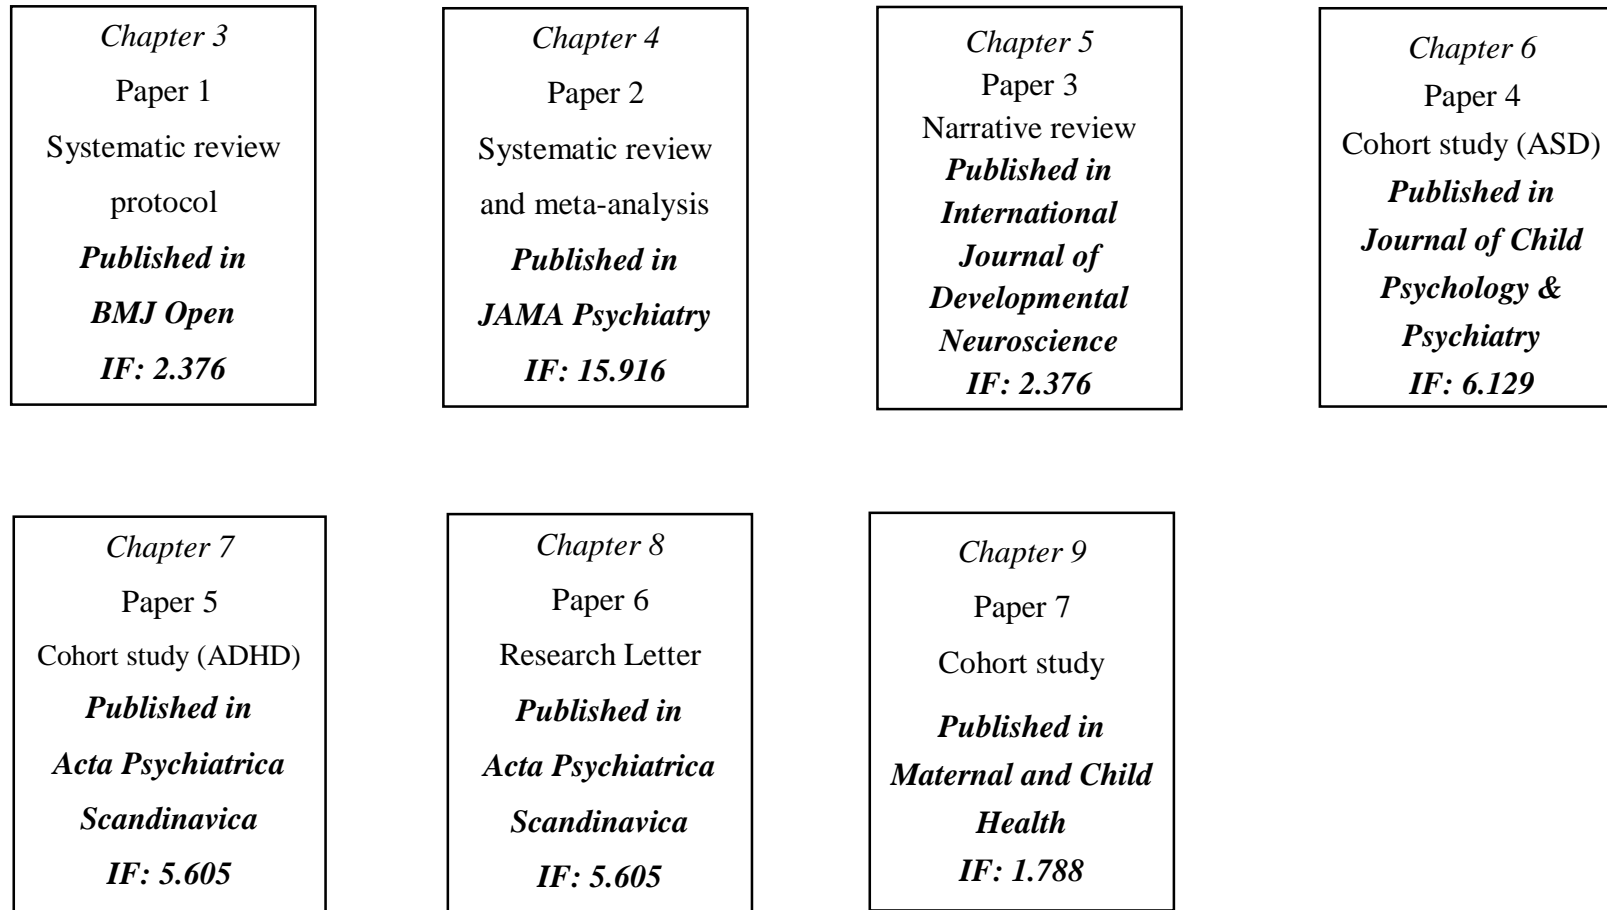 Chapter 3
Paper 1
Systematic review
protocol
Published in
BMJ Open
IF: 2.376
Chapter 4
Paper 2
Systematic review
and meta-analysis
Published in
JAMA Psychiatry
IF: 15.916
Chapter 5
Paper 3
Narrative review
Published in
International
Journal of
Developmental
Neuroscience
IF: 2.376
Chapter 6
Paper 4
Cohort study (ASD)
Published in
Journal of Child
Psychology &
Psychiatry
IF: 6.129
Chapter 7
Paper 5
Cohort study (ADHD)
Published in
Acta Psychiatrica
Scandinavica
IF: 5.605
Chapter 8
Paper 6
Research Letter
Published in
Acta Psychiatrica
Scandinavica
IF: 5.605
Chapter 9
Paper 7
Cohort study
Published in
Maternal and Child
Health
IF: 1.788